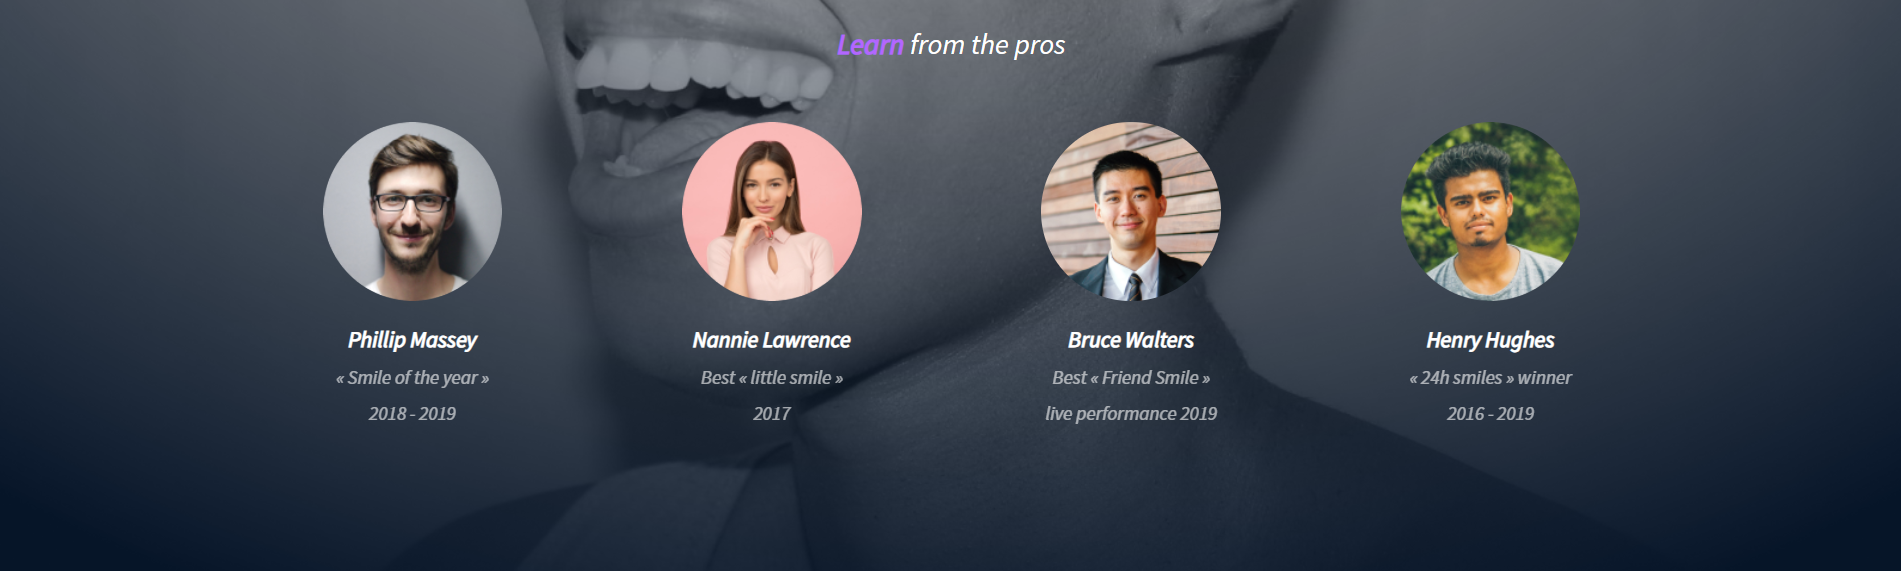 Learn from the pros
Phillip Massey
« Smile of the year »
2018 - 2019
Nannie Lawrence
Best « little smile »
2017
Bruce Walters
Best « Friend Smile »
live performance 2019
Henry Hughes
« 24h smiles » winner
2016 - 2019